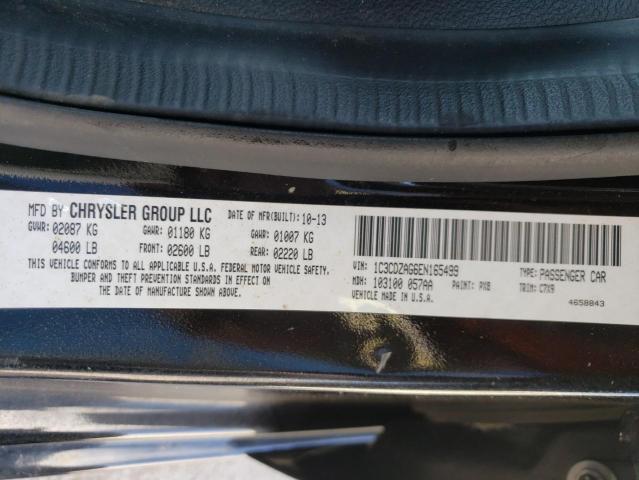 MFD BY CHRYSLER GROUP LLC DATE OF MFR(BUILT): 10-13
GVWR: 02087 KG GAWR: 01180 KG GAWR: 01007 KG
04600 LB FRONT: 02600 LB REAR: 02220 LB
THIS VEHICLE CONFORMS TO ALL APPLICABLE U.S.A. FEDERAL MOTOR VEHICLE SAFETY,
BUMPER AND THEFT PREVENTION STANDARDS IN EFFECT ON
THE DATE OF MANUFACTURE SHOWN ABOVE.
VIN: 1C3CDZAG6EN165499 TYPE: PASSENGER CAR
MDH: 103100 057AA PAINT: PX8 TRIM: C7X9
VEHICLE MADE IN U.S.A. 4658843